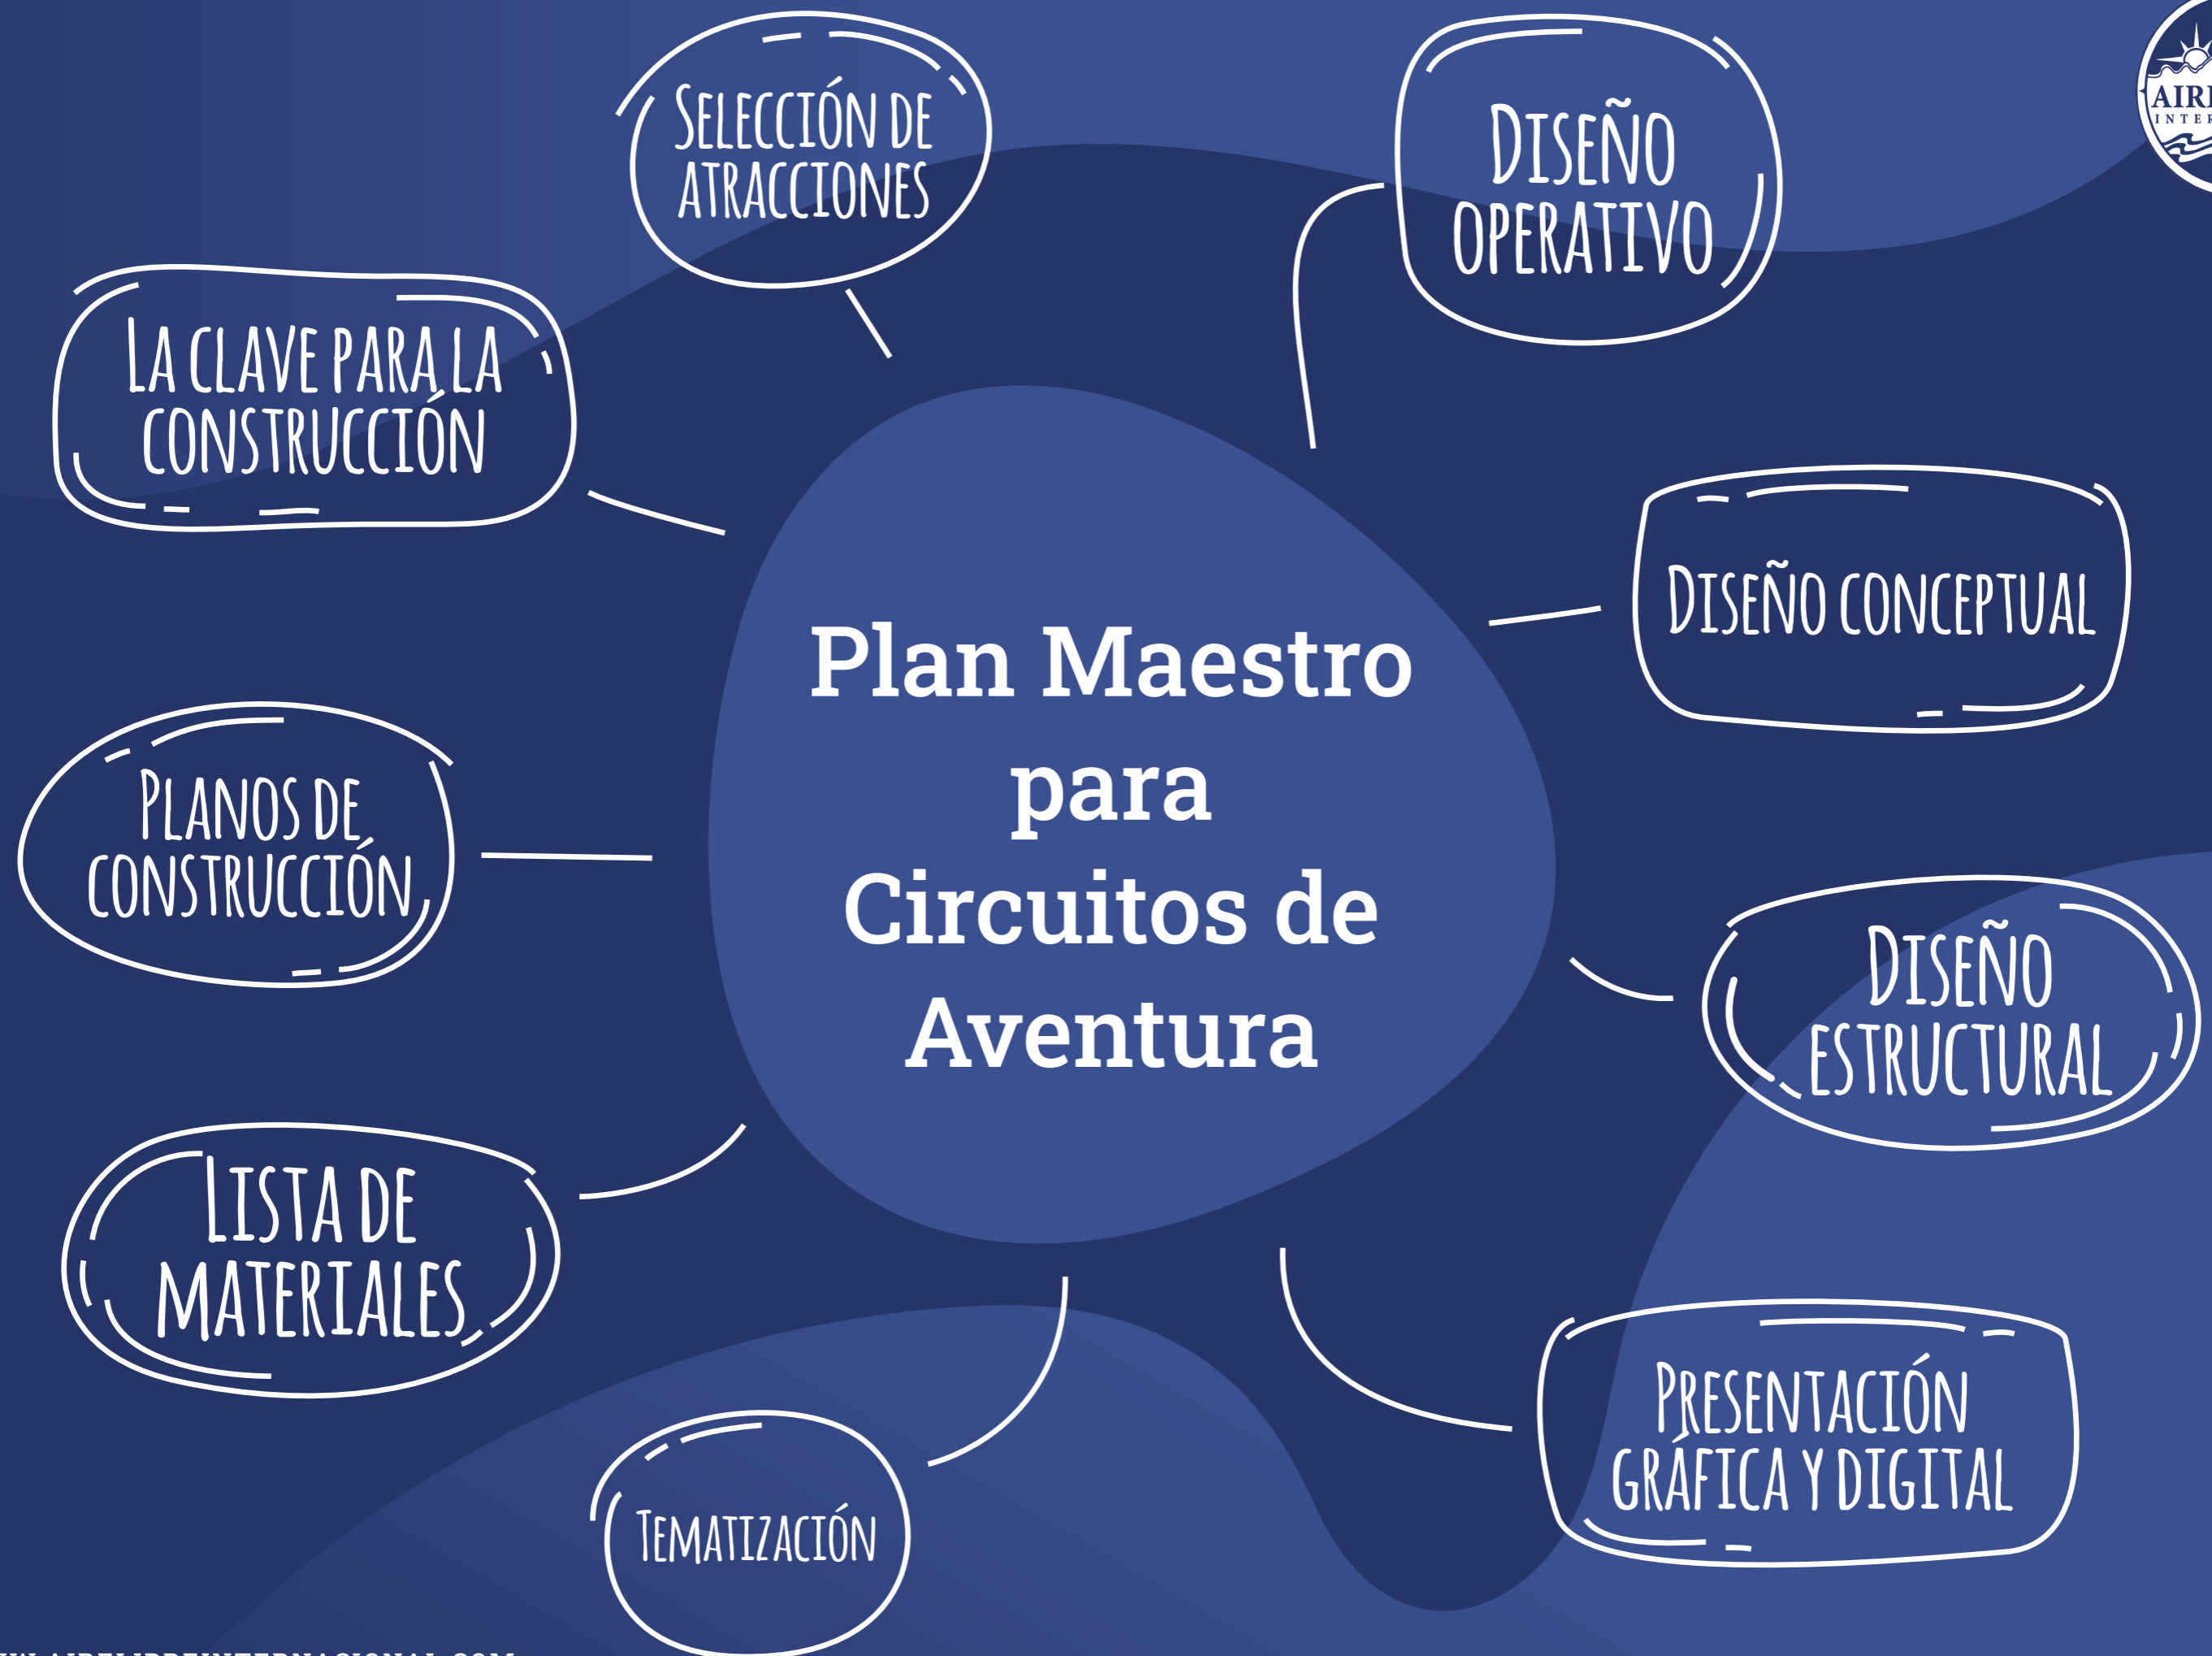 Selección de
atracciones
Diseño
operativo
La clave para la
construcción
Diseño conceptual
Plan Maestro
para
Circuitos de
Aventura
Planos de
construcción
Diseño
estructural
Lista de
materiales
Presentación
gráfica y digital
Tematización